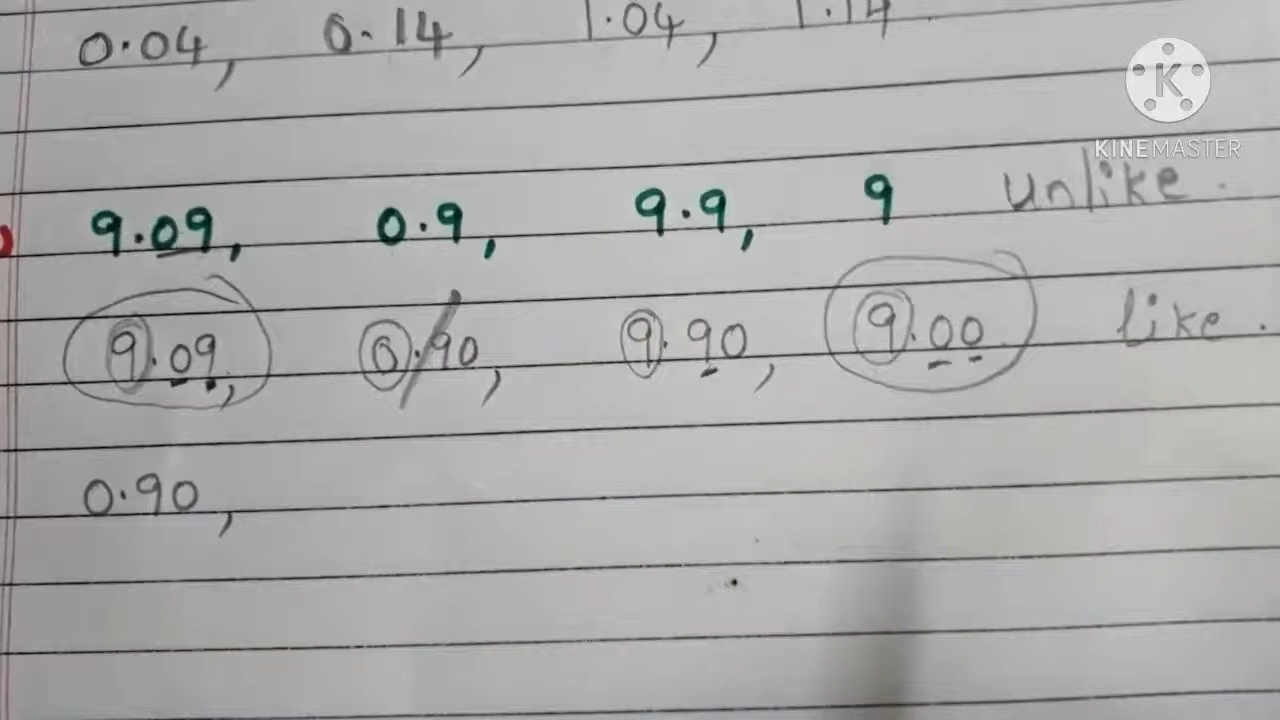 0.04, 0.14, 1.04, 1.14
K
KINEMASTER
9.09, 0.9, 9.9, 9 unlike.
9.09, 0.90, 9.90, 9.00 like.
0.90,